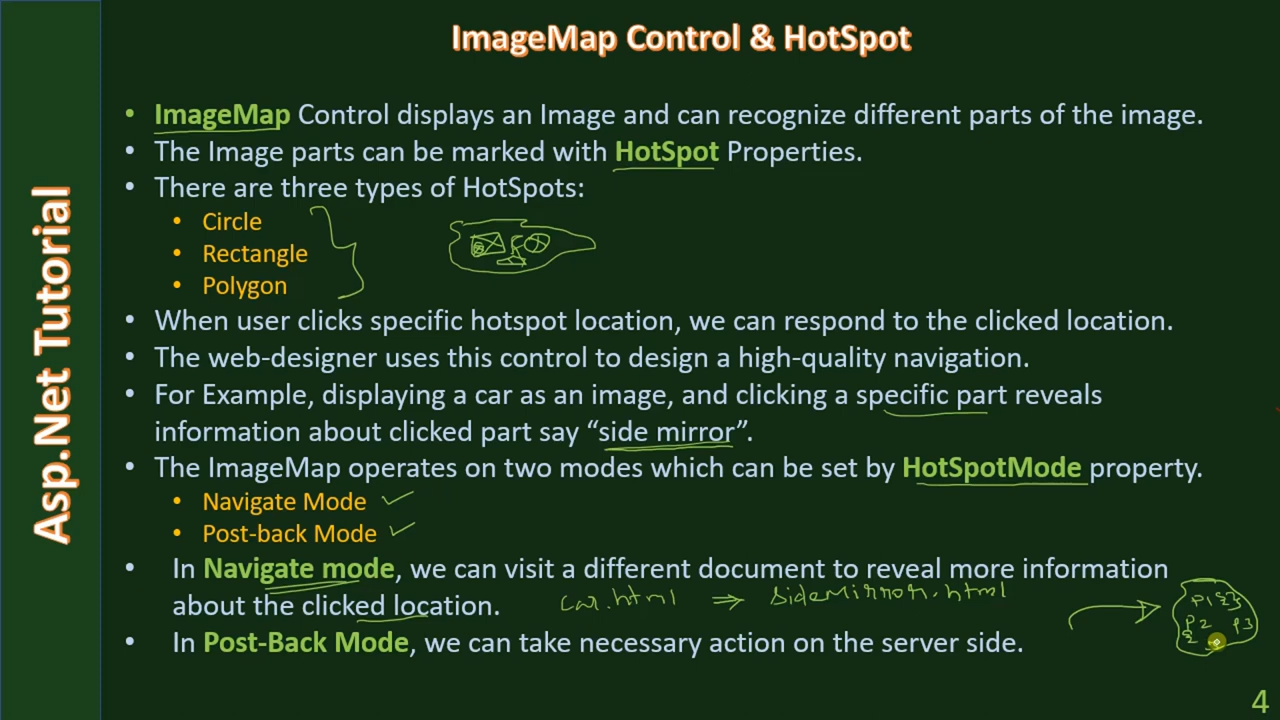 ImageMap Control & HotSpot
Asp.Net Tutorial
• ImageMap Control displays an Image and can recognize different parts of the image.
• The Image parts can be marked with HotSpot Properties.
• There are three types of HotSpots:
• Circle
• Rectangle
• Polygon
• When user clicks specific hotspot location, we can respond to the clicked location.
• The web-designer uses this control to design a high-quality navigation.
• For Example, displaying a car as an image, and clicking a specific part reveals
information about clicked part say “side mirror”.
• The ImageMap operates on two modes which can be set by HotSpotMode property.
• Navigate Mode
• Post-back Mode
• In Navigate mode, we can visit a different document to reveal more information
about the clicked location.
car.html ⇒ sideMirror.html
• In Post-Back Mode, we can take necessary action on the server side.
P1 {}
P2 P3
4